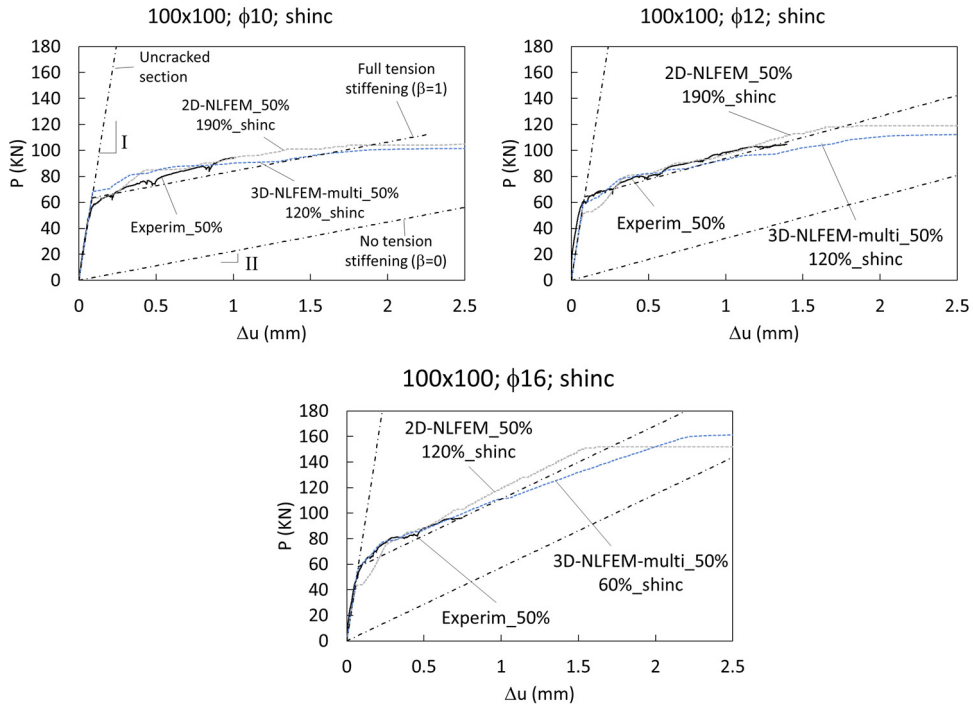 100x100; ϕ10; shinc
P (KN)
180
160
140
120
100
80
60
40
20
0
Uncracked
section
I
2D-NLFEM_50%
190%_shinc
Full tension
stiffening (β=1)
3D-NLFEM-multi_50%
120%_shinc
Experim_50%
No tension
stiffening (β=0)
II
0 0.5 1 1.5 2 2.5
Δu (mm)
100x100; ϕ12; shinc
P (KN)
180
160
140
120
100
80
60
40
20
0
2D-NLFEM_50%
190%_shinc
Experim_50%
3D-NLFEM-multi_50%
120%_shinc
0 0.5 1 1.5 2 2.5
Δu (mm)
100x100; ϕ16; shinc
P (KN)
180
160
140
120
100
80
60
40
20
0
2D-NLFEM_50%
120%_shinc
3D-NLFEM-multi_50%
60%_shinc
Experim_50%
0 0.5 1 1.5 2 2.5
Δu (mm)